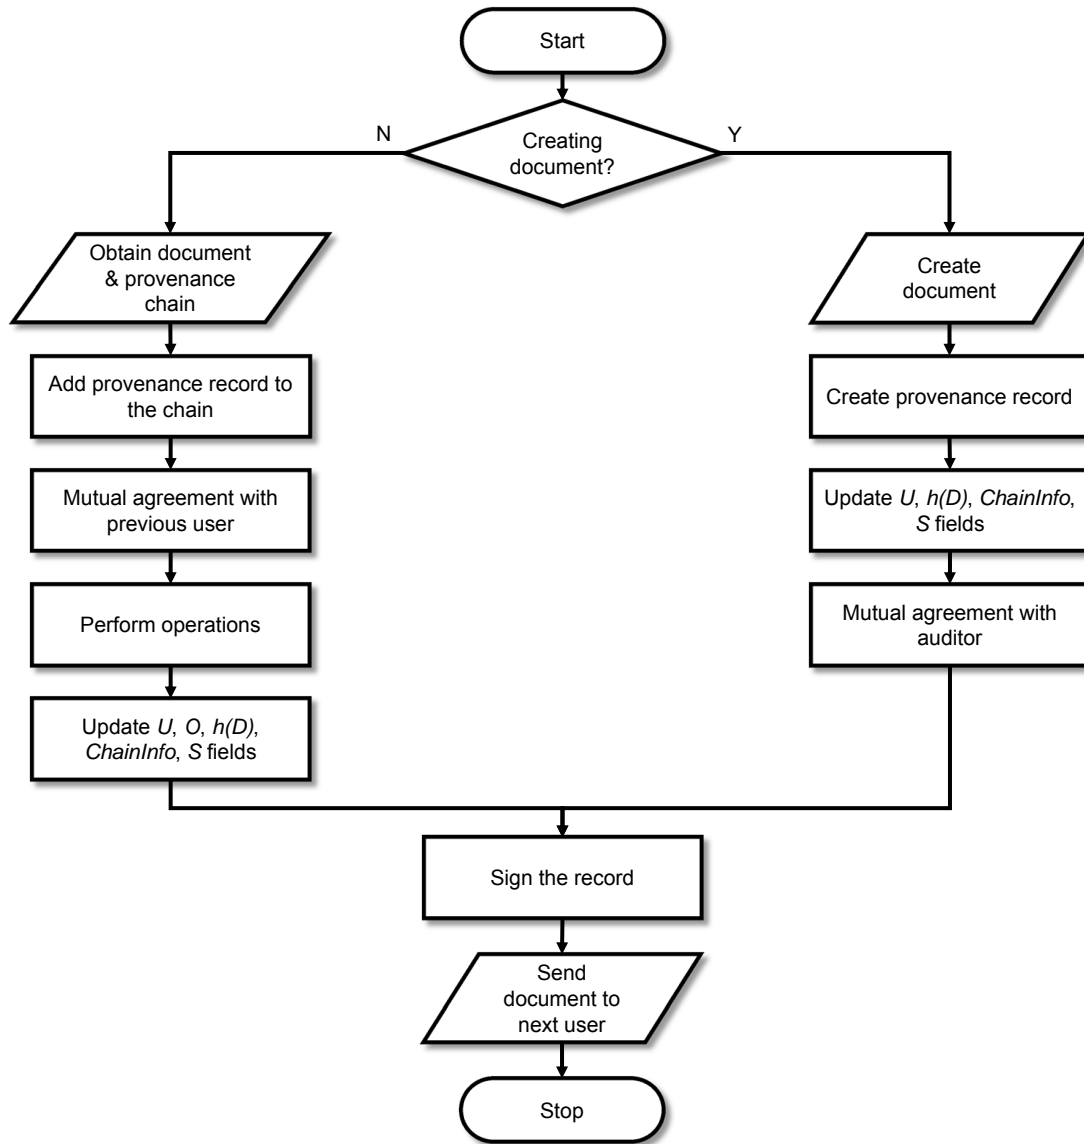 Start
Creating
document?
N
Y
Obtain document
& provenance
chain
Add provenance record to
the chain
Mutual agreement with
previous user
Perform operations
Update U, O, h(D),
ChainInfo, S fields
Create
document
Create provenance record
Update U, h(D), ChainInfo,
S fields
Mutual agreement with
auditor
Sign the record
Send
document to
next user
Stop